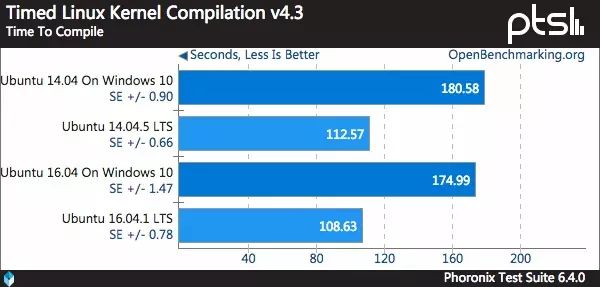 Timed Linux Kernel Compilation v4.3
Time To Compile
pts
◀ Seconds, Less Is Better OpenBenchmarking.org
Ubuntu 14.04 On Windows 10
SE +/- 0.90
180.58
Ubuntu 14.04.5 LTS
SE +/- 0.66
112.57
Ubuntu 16.04 On Windows 10
SE +/- 1.47
174.99
Ubuntu 16.04.1 LTS
SE +/- 0.78
108.63
40 80 120 160 200
Phoronix Test Suite 6.4.0